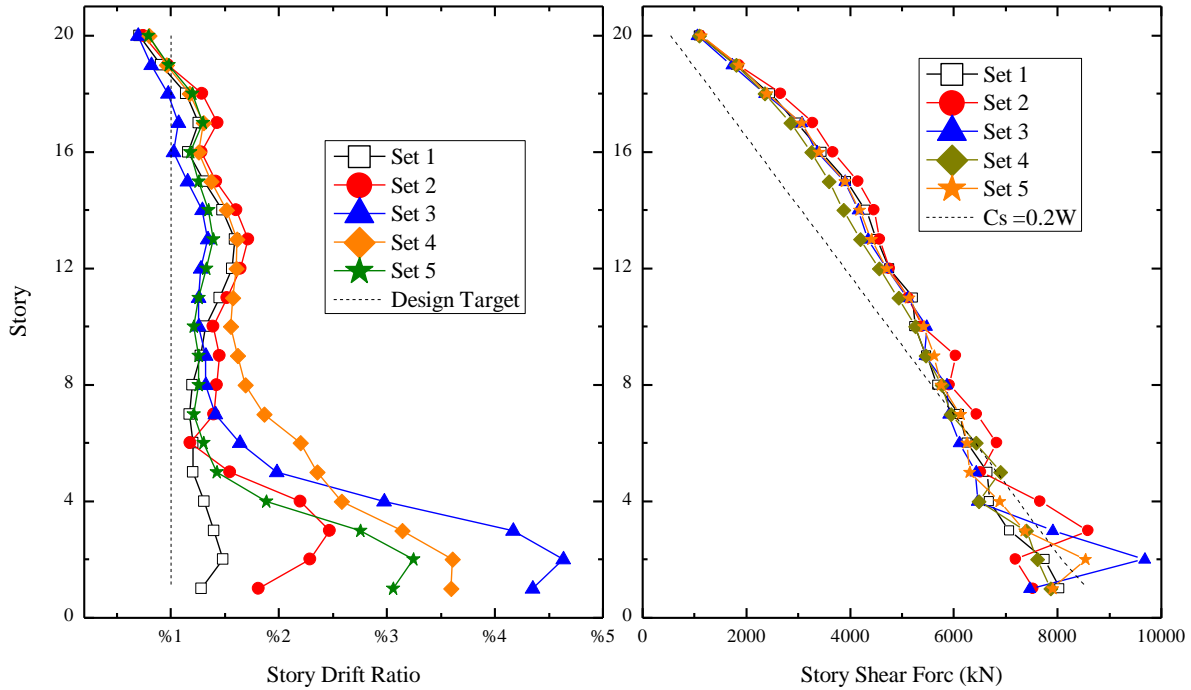 20
16
12
8
4
0
Story
%1
%2
%3
%4
%5
Story Drift Ratio
Set 1
Set 2
Set 3
Set 4
Set 5
Design Target
20
16
12
8
4
0
0
2000
4000
6000
8000
10000
Story Shear Forc (kN)
Set 1
Set 2
Set 3
Set 4
Set 5
Cs =0.2W